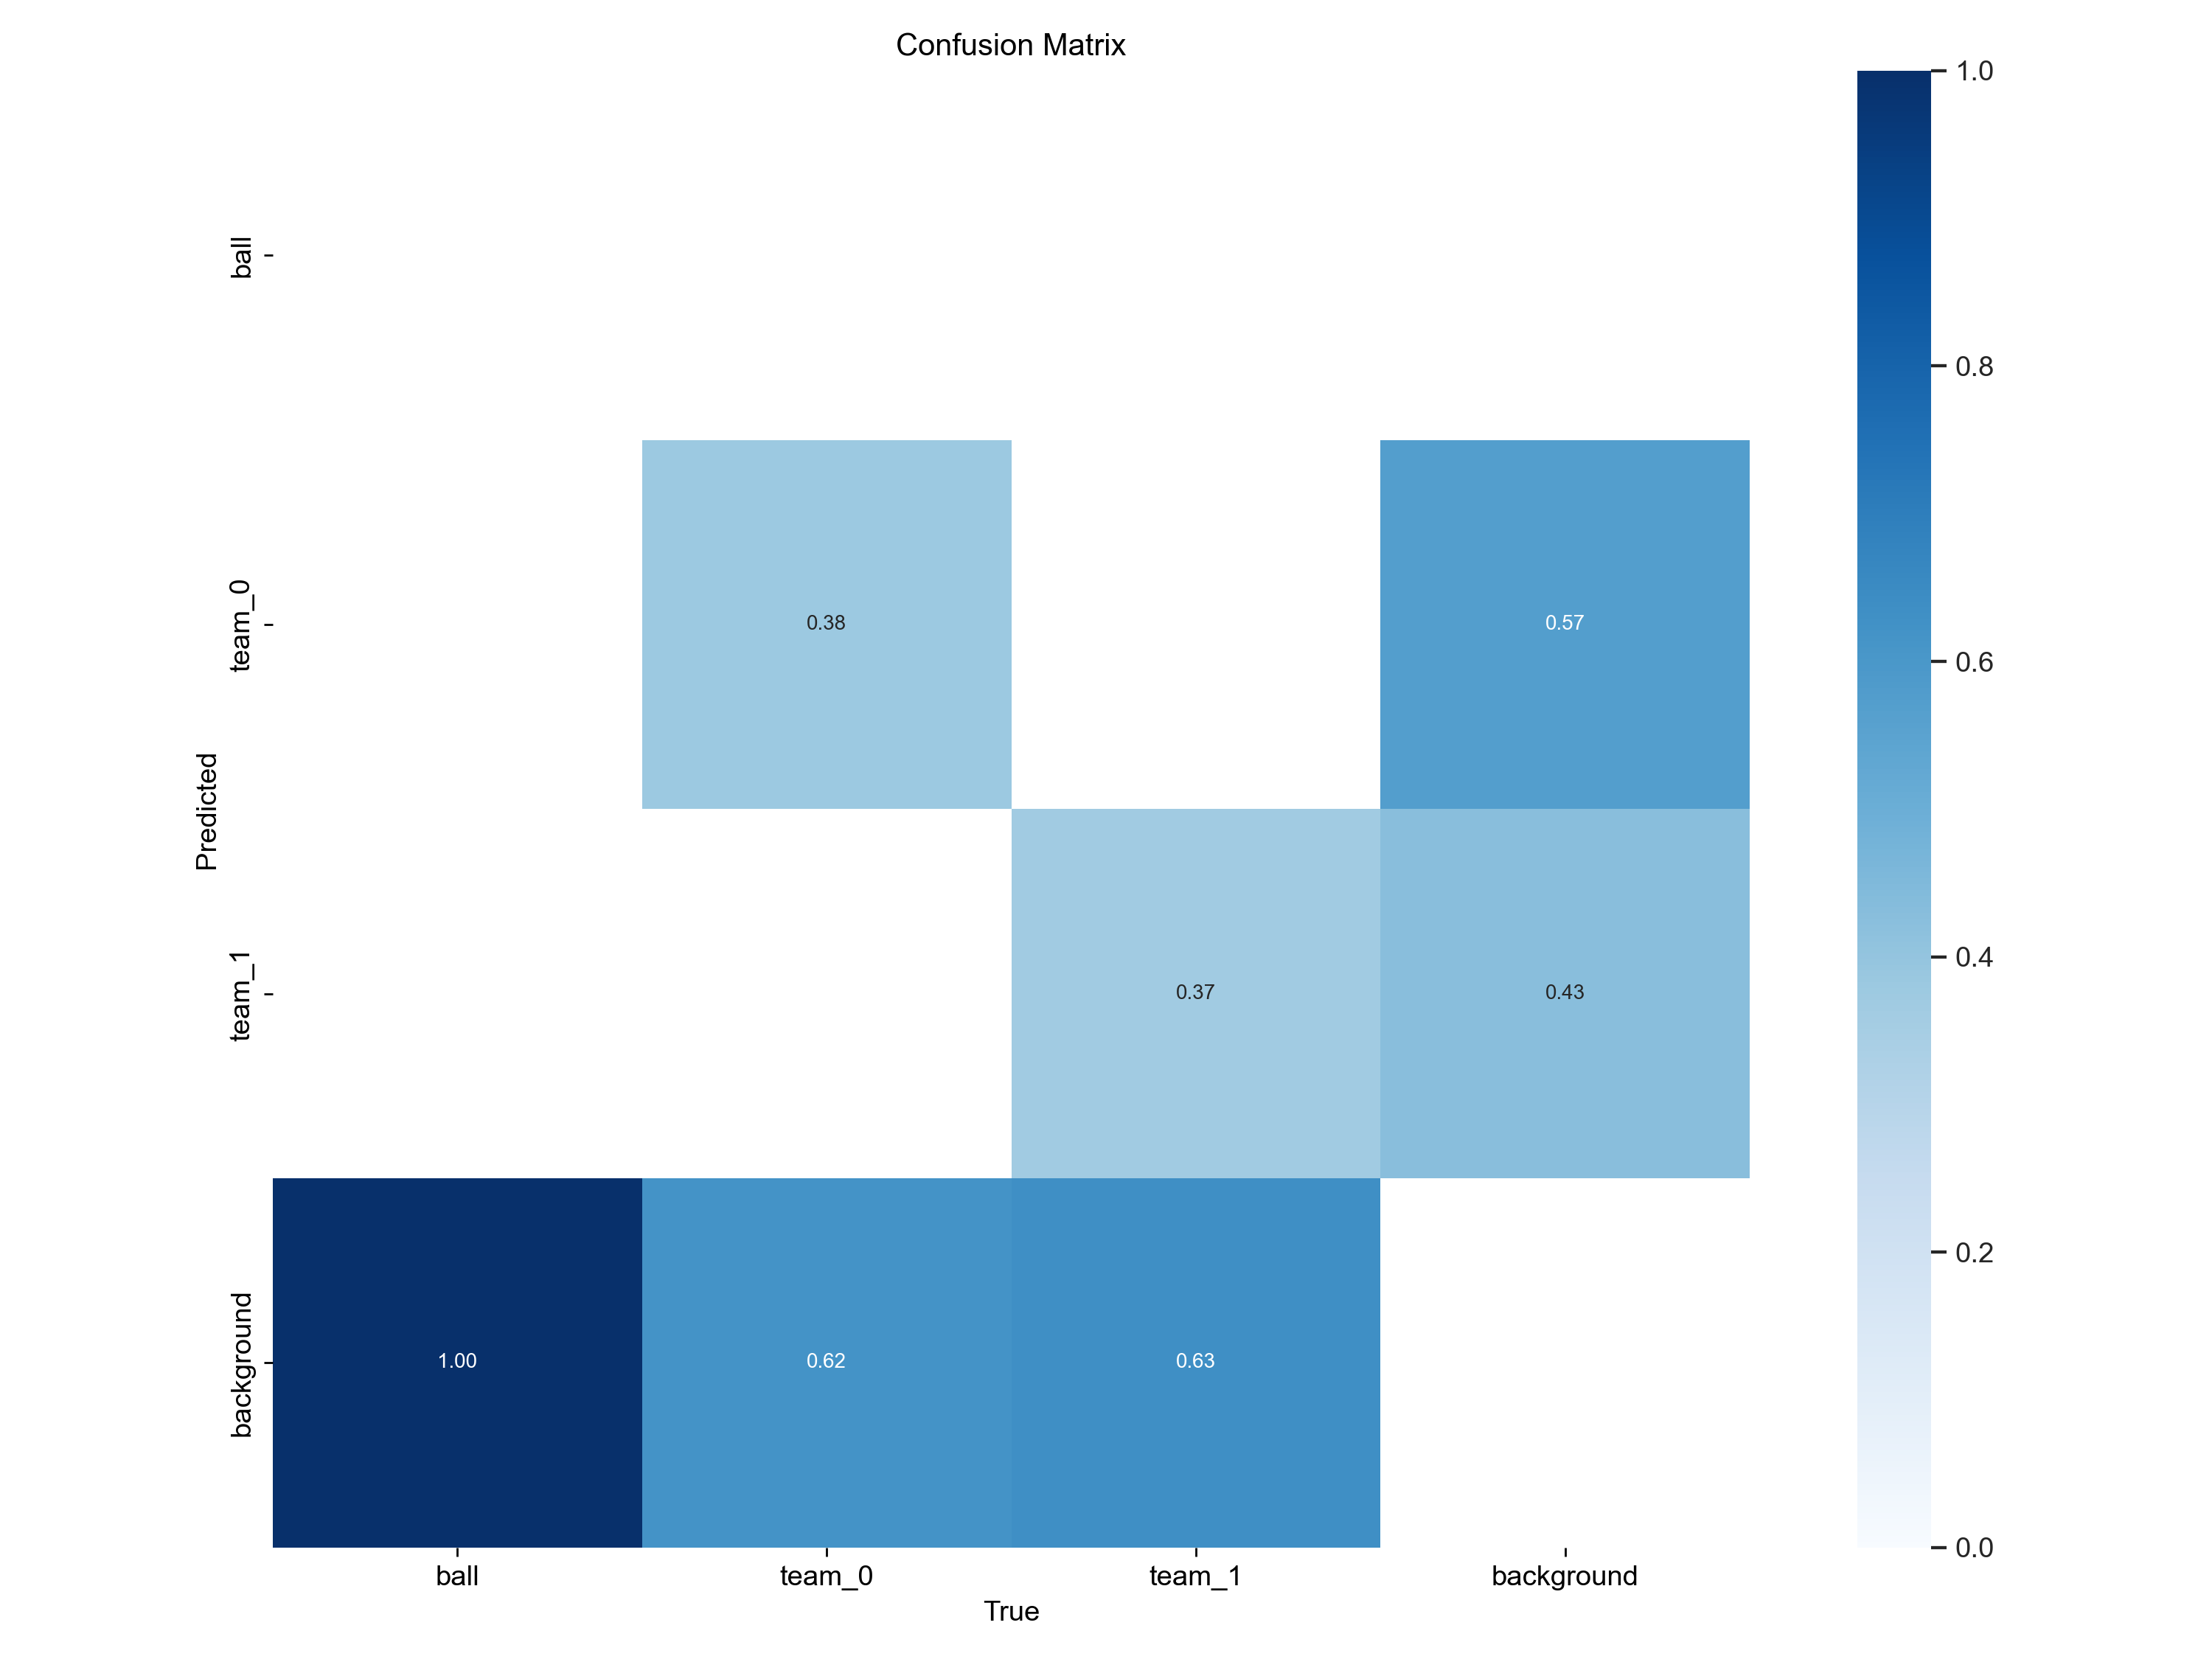 Confusion Matrix
1.0
0.8
0.6
0.4
0.2
0.0
Predicted
ball
team_0
0.38
0.57
team_1
0.37
0.43
background
1.00
0.62
0.63
ball
team_0
team_1
background
True